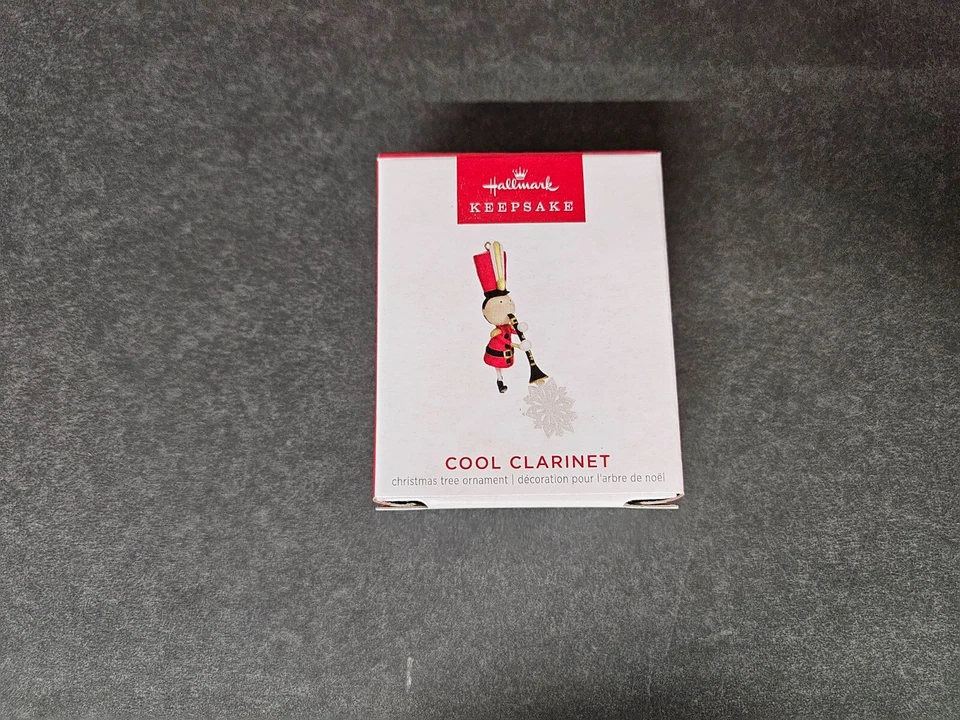 Hallmark
KEEPSAKE
COOL CLARINET
christmas tree ornament | décoration pour l'arbre de noël